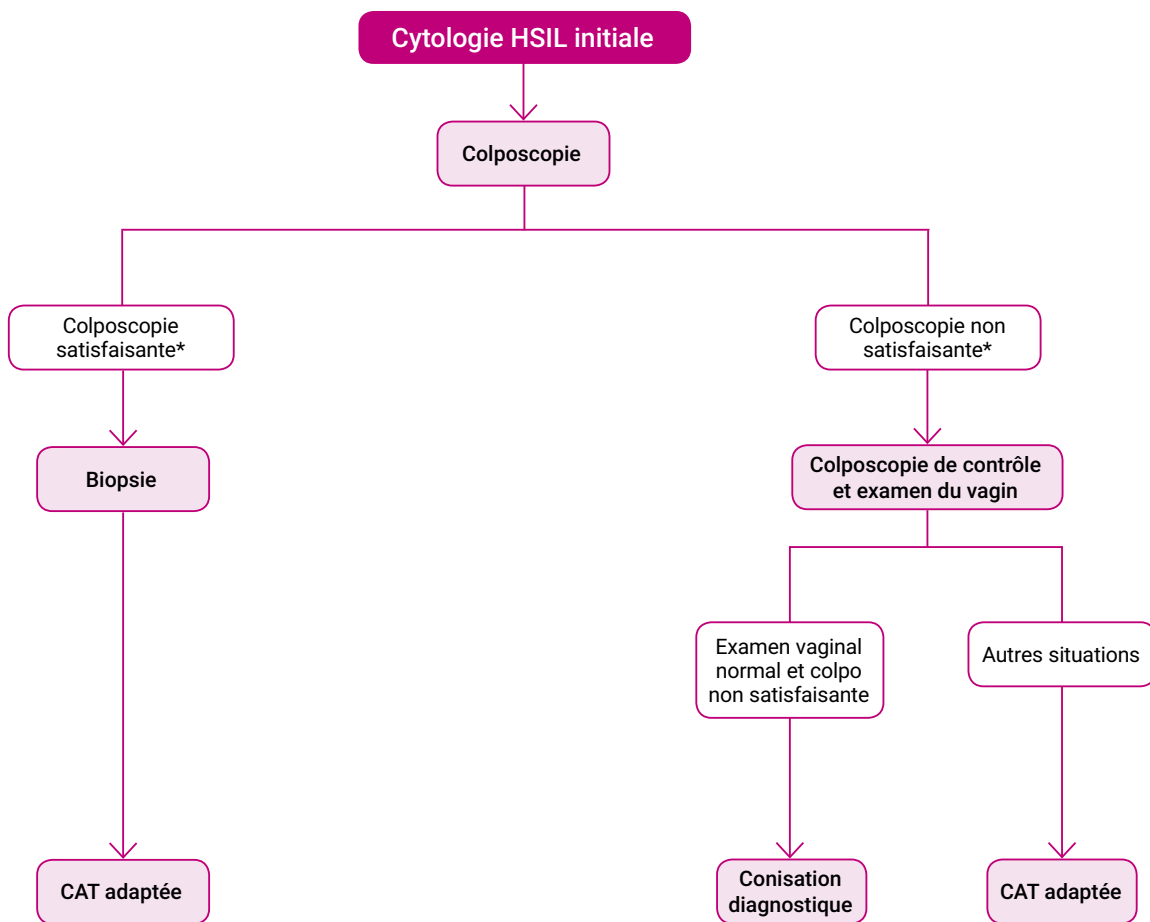 Cytologie HSIL initiale
Colposcopie
Colposcopie
satisfaisante*
Colposcopie non
satisfaisante*
Biopsie
Colposcopie de contrôle
et examen du vagin
Examen vaginal
normal et colpo
non satisfaisante
Autres situations
CAT adaptée
Conisation
diagnostique
CAT adaptée